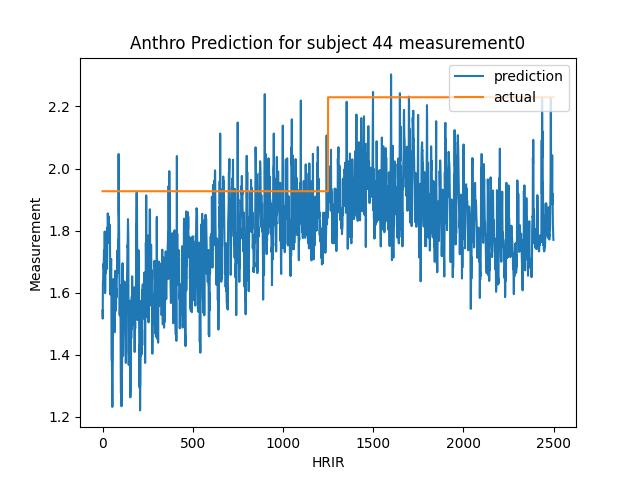 Anthro Prediction for subject 44 measurement0
prediction
actual
2.2
2.0
1.8
1.6
1.4
1.2
Measurement
0
500
1000
1500
2000
2500
HRIR